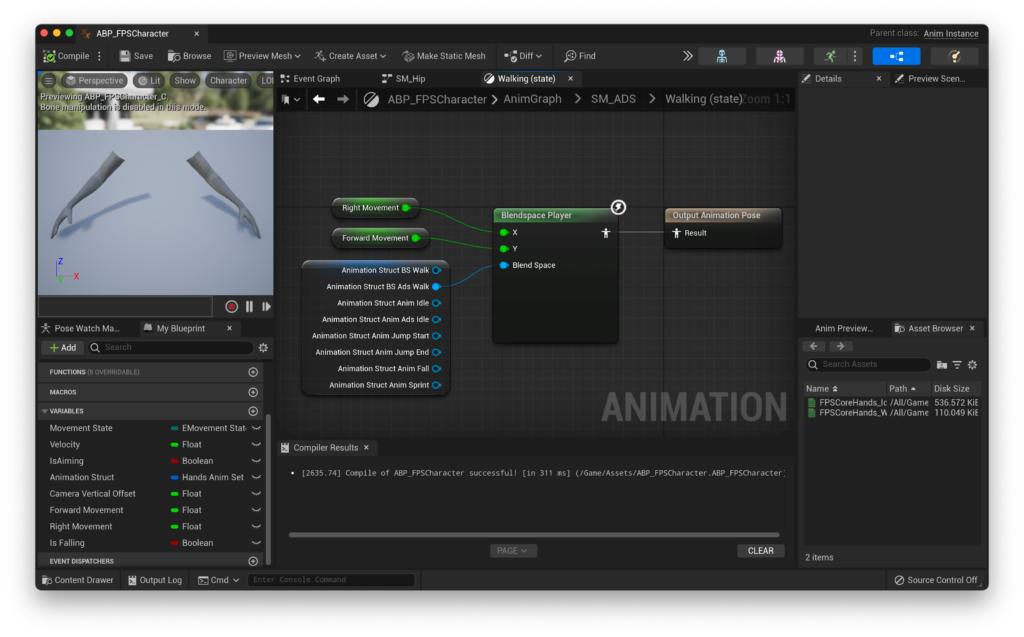 ABP_FPSCharacter
Parent class: Anim Instance
Compile Save Browse Preview Mesh Create Asset Make Static Mesh Diff Find
Perspective Lit Show Character LOD
Previewing ABP_FPSCharacter_C
Bone manipulation is disabled in this mode.
Z
X
Y
Event Graph SM_Hip Walking (state)
ABP_FPSCharacter > AnimGraph > SM_ADS > Walking (state) Zoom 1:1
Right Movement
Forward Movement
Animation Struct BS Walk
Animation Struct BS Ads Walk
Animation Struct Anim Idle
Animation Struct Anim Ads Idle
Animation Struct Anim Jump Start
Animation Struct Anim Jump End
Animation Struct Anim Fall
Animation Struct Anim Sprint
Blendspace Player
X
Y
Blend Space
Output Animation Pose
Result
ANIMATION
Details Preview Scen...
Pose Watch Ma... My Blueprint
+ Add Search
FUNCTIONS (5 OVERRIDABLE)
MACROS
VARIABLES
Movement State EMovement Stat
Velocity Float
IsAiming Boolean
Animation Struct Hands Anim Set
Camera Vertical Offset Float
Forward Movement Float
Right Movement Float
Is Falling Boolean
EVENT DISPATCHERS
Compiler Results
[2635.74] Compile of ABP_FPSCharacter successful! [in 311 ms] (/Game/Assets/ABP_FPSCharacter.ABP_FPSCharacter)
PAGE
CLEAR
Anim Preview... Asset Browser
Search Assets
Name Path Disk Size
FPSCoreHands_Ic /All/Game 536.572 KiE
FPSCoreHands_W /All/Game 110.049 KiE
2 items
Content Drawer Output Log Cmd Enter Console Command
Source Control Off